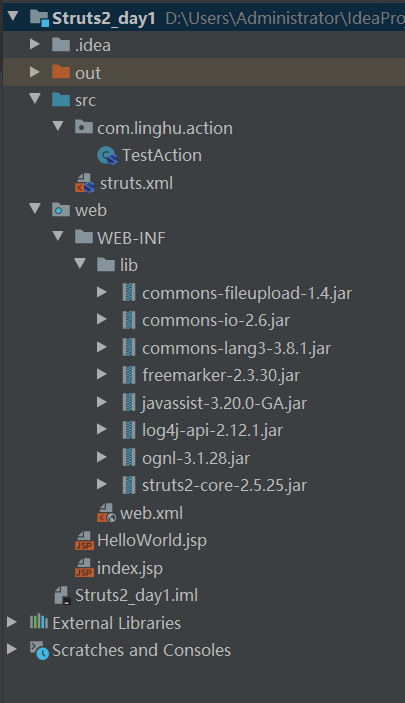 Struts2_day1 D:\Users\Administrator\IdeaPro
.idea
out
src
com.linghu.action
TestAction
struts.xml
web
WEB-INF
lib
commons-fileupload-1.4.jar
commons-io-2.6.jar
commons-lang3-3.8.1.jar
freemarker-2.3.30.jar
javassist-3.20.0-GA.jar
log4j-api-2.12.1.jar
ognl-3.1.28.jar
struts2-core-2.5.25.jar
web.xml
HelloWorld.jsp
index.jsp
Struts2_day1.iml
External Libraries
Scratches and Consoles